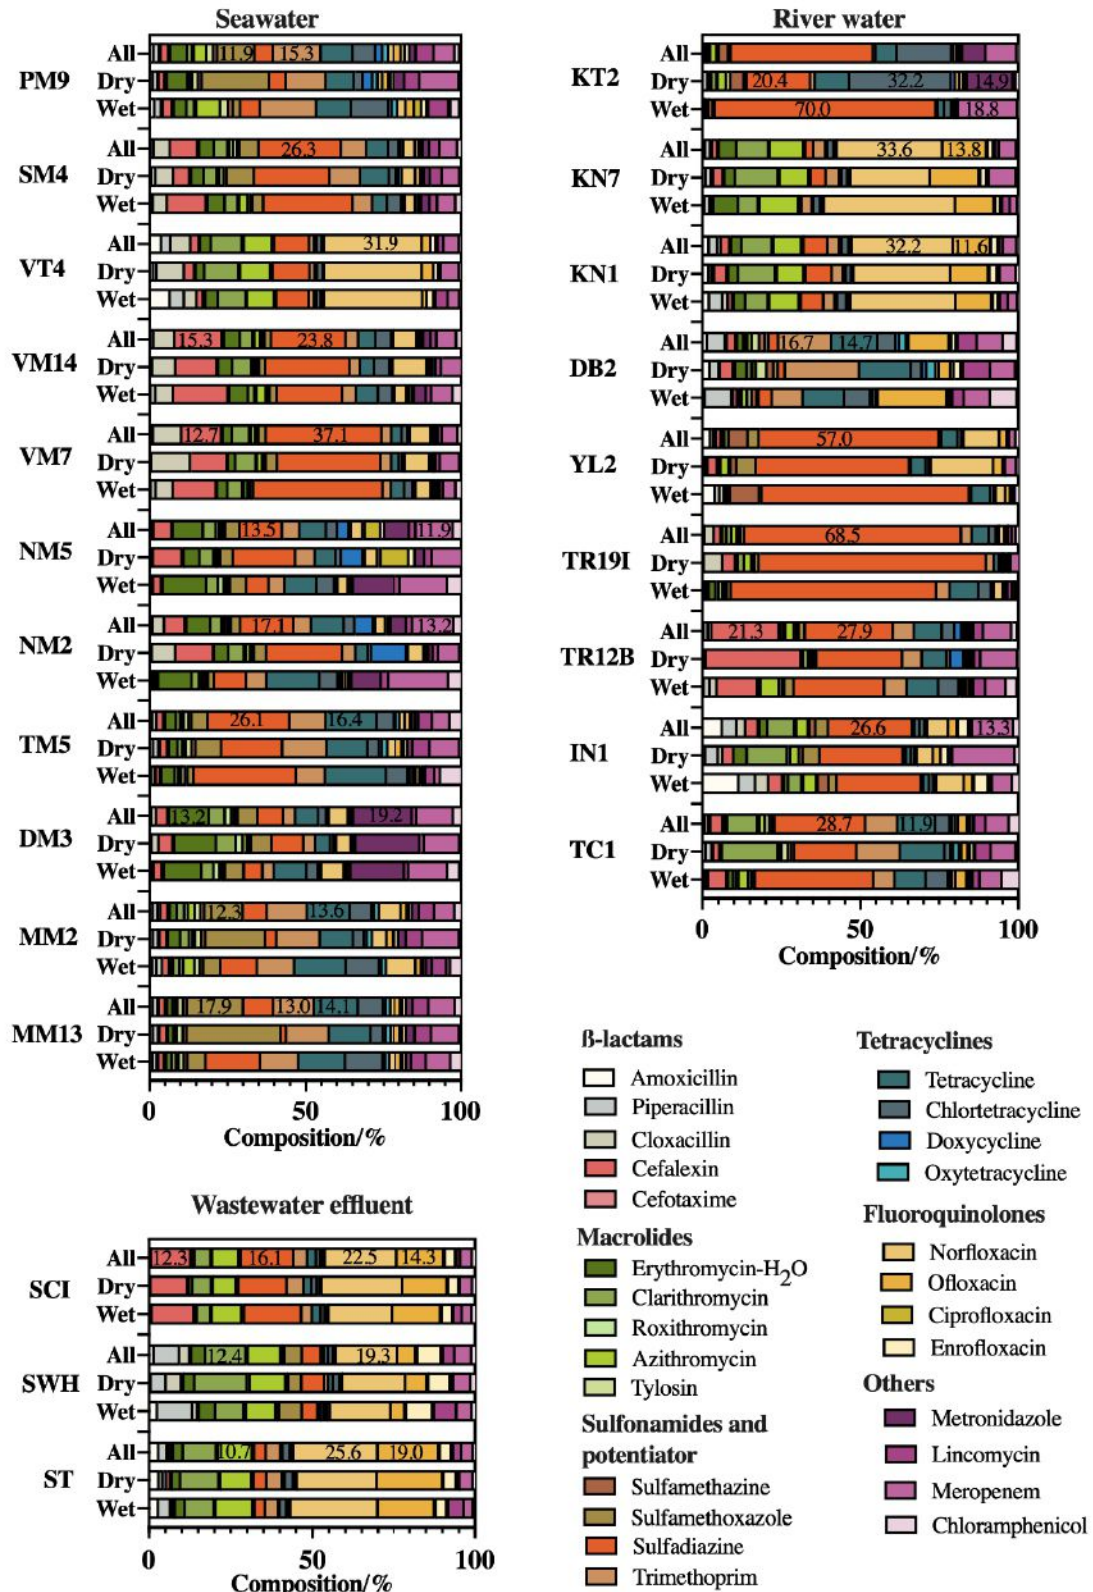 Seawater
PM9
All 11.9 15.3
Dry
Wet
SM4
All 26.3
Dry
Wet
VT4
All 31.9
Dry
Wet
VM14
All 15.3 23.8
Dry
Wet
VM7
All 12.7 37.1
Dry
Wet
NM5
All 13.5 11.9
Dry
Wet
NM2
All 17.1 13.2
Dry
Wet
TM5
All 26.1 16.4
Dry
Wet
DM3
All 13.2 19.2
Dry
Wet
MM2
All 12.3 13.6
Dry
Wet
MM13
All 17.9 13.0 14.1
Dry
Wet
0 50 100
Composition/%
River water
KT2
All
Dry 20.4 32.2 14.9
Wet 70.0 18.8
KN7
All 33.6 13.8
Dry
Wet
KN1
All 32.2 11.6
Dry
Wet
DB2
All 16.7 14.7
Dry
Wet
YL2
All 57.0
Dry
Wet
TR19I
All 68.5
Dry
Wet
TR12B
All 21.3 27.9
Dry
Wet
IN1
All 26.6 13.3
Dry
Wet
TC1
All 28.7 11.9
Dry
Wet
0 50 100
Composition/%
Wastewater effluent
SCI
All 12.3 16.1 22.5 14.3
Dry
Wet
SWH
All 12.4 19.3
Dry
Wet
ST
All 10.7 25.6 19.0
Dry
Wet
0 50 100
Composition/%
ß-lactams
Amoxicillin
Piperacillin
Cloxacillin
Cefalexin
Cefotaxime
Macrolides
Erythromycin-H2O
Clarithromycin
Roxithromycin
Azithromycin
Tylosin
Sulfonamides and
potentiator
Sulfamethazine
Sulfamethoxazole
Sulfadiazine
Trimethoprim
Tetracyclines
Tetracycline
Chlortetracycline
Doxycycline
Oxytetracycline
Fluoroquinolones
Norfloxacin
Ofloxacin
Ciprofloxacin
Enrofloxacin
Others
Metronidazole
Lincomycin
Meropenem
Chloramphenicol